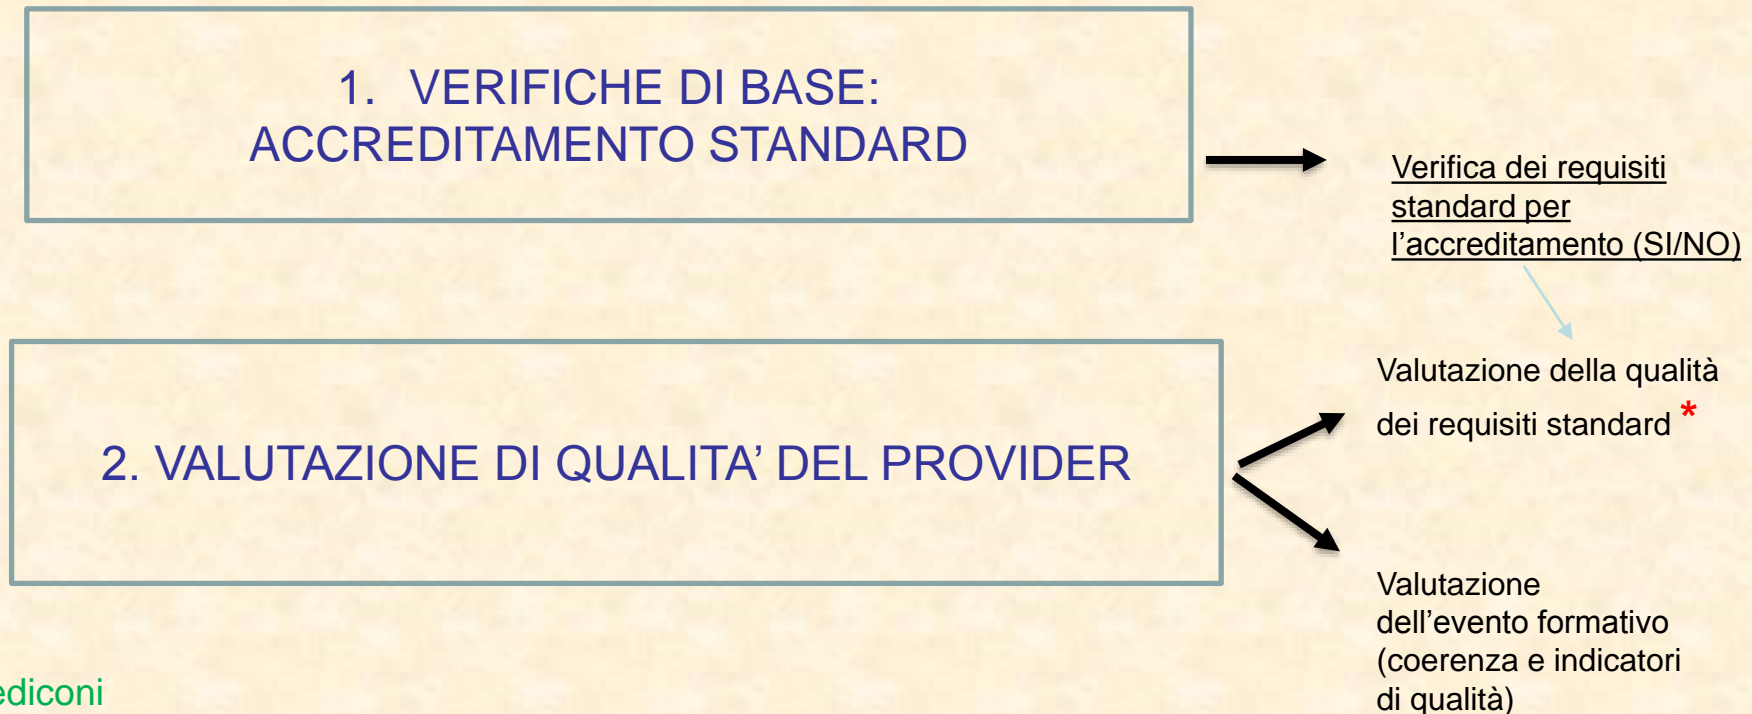 1. VERIFICHE DI BASE:
ACCREDITAMENTO STANDARD
Verifica dei requisiti
standard per
l’accreditamento (SI/NO)
2. VALUTAZIONE DI QUALITA’ DEL PROVIDER
Valutazione della qualità
dei requisiti standard *
Valutazione
dell’evento formativo
(coerenza e indicatori
di qualità)
ediconi